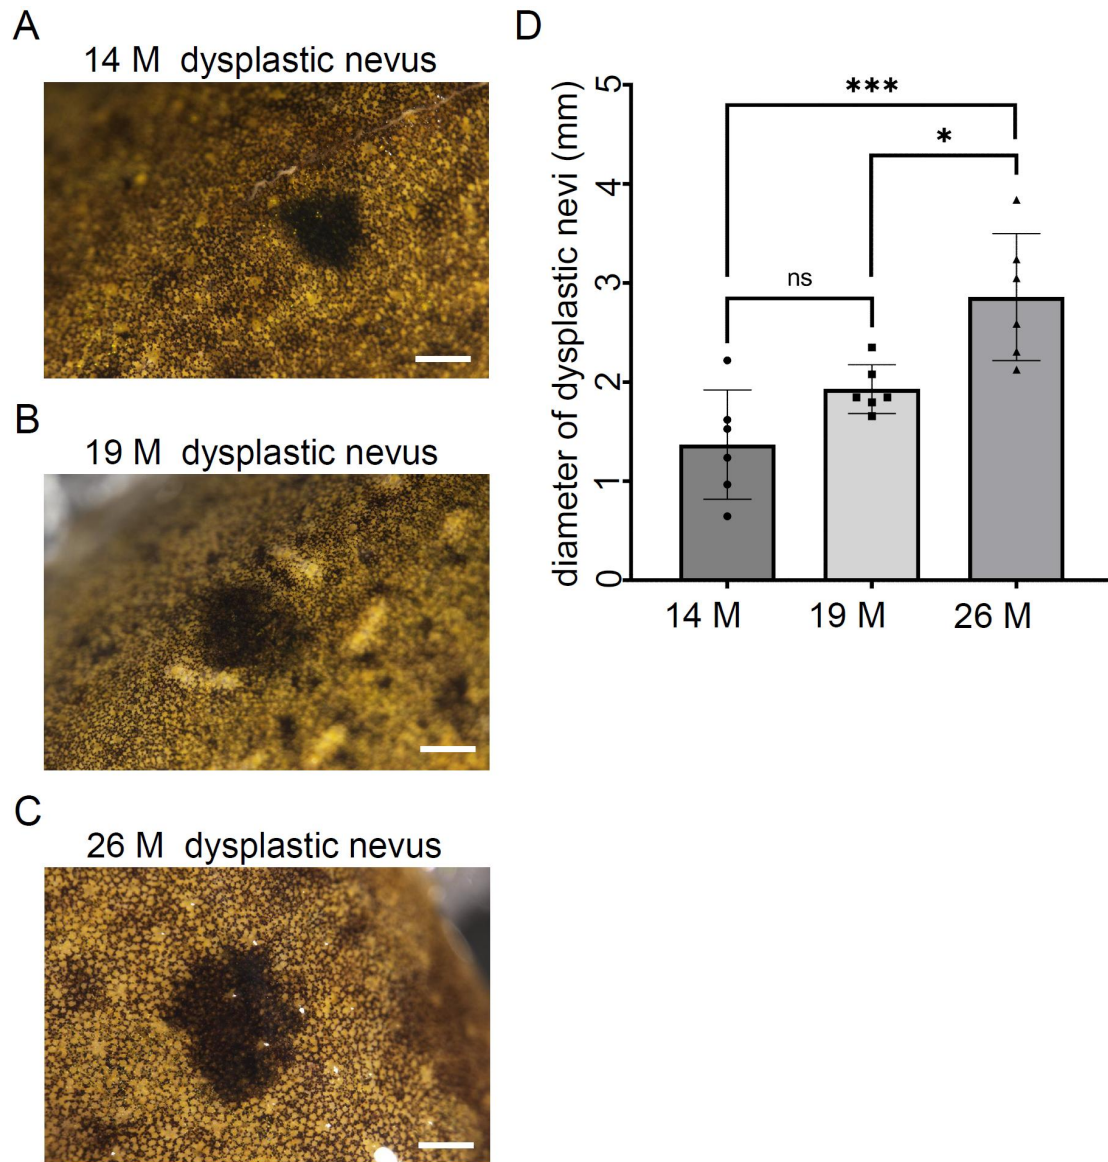 A
14 M dysplastic nevus
B
19 M dysplastic nevus
C
26 M dysplastic nevus
D
diameter of dysplastic nevi (mm)
5
4
3
2
1
0
***
*
ns
14 M
19 M
26 M